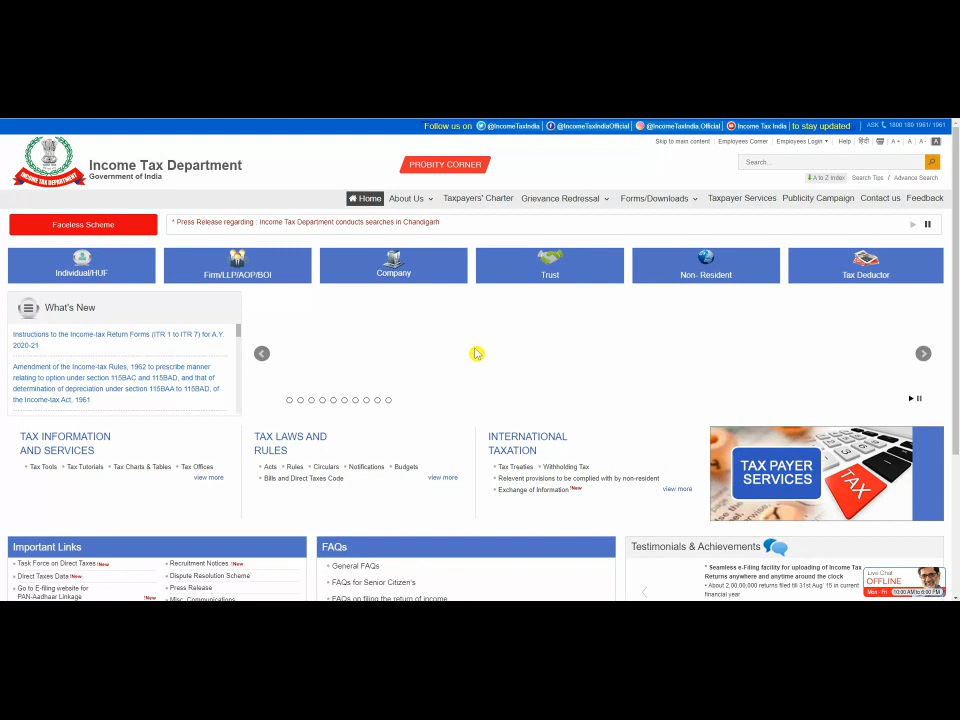 Follow us on @IncomeTaxIndia @IncomeTaxIndiaOfficial @IncomeTaxIndia.Official Income Tax India to stay updated ASK 1800 180 1961/ 1961
Skip to main content Employees Corner Employees Login Help हिंदी A+ A A- A
Income Tax Department
Government of India
INCOME TAX DEPARTMENT
PROBITY CORNER
Search...
A to Z Index Search Tips / Advance Search
Home About Us Taxpayers' Charter Grievance Redressal Forms/Downloads Taxpayer Services Publicity Campaign Contact us Feedback
Faceless Scheme
* Press Release regarding : Income Tax Department conducts searches in Chandigarh
Individual/HUF Firm/LLP/AOP/BOI Company Trust Non- Resident Tax Deductor
What's New
Instructions to the Income-tax Return Forms (ITR 1 to ITR 7) for A.Y.
2020-21
Amendment of the Income-tax Rules, 1962 to prescribe manner
relating to option under section 115BAC and 115BAD, and that of
determination of depreciation under section 115BAA to 115BAD, of
the Income-tax Act, 1961
TAX INFORMATION
AND SERVICES
Tax Tools Tax Tutorials Tax Charts & Tables Tax Offices
view more
TAX LAWS AND
RULES
Acts Rules Circulars Notifications Budgets
Bills and Direct Taxes Code
view more
INTERNATIONAL
TAXATION
Tax Treaties Withholding Tax
Relevent provisions to be complied with by non-resident
Exchange of Information New
view more
TAX PAYER
SERVICES
TAX
Important Links
Task Force on Direct Taxes New
Direct Taxes Data New
Go to E-filing website for
PAN-Aadhaar Linkage New
Recruitment Notices New
Dispute Resolution Scheme
Press Release
Misc. Communications
FAQs
General FAQs
FAQs for Senior Citizen's
FAQs on filing the return of income
Testimonials & Achievements
* Seamless e-Filing facility for uploading of Income Tax
Returns anywhere and anytime around the clock
About 2,00,00,000 returns filed till 31st Aug' 15 in current
financial year
Live Chat
OFFLINE
Mon - Fri 10:00 AM to 6:00 PM